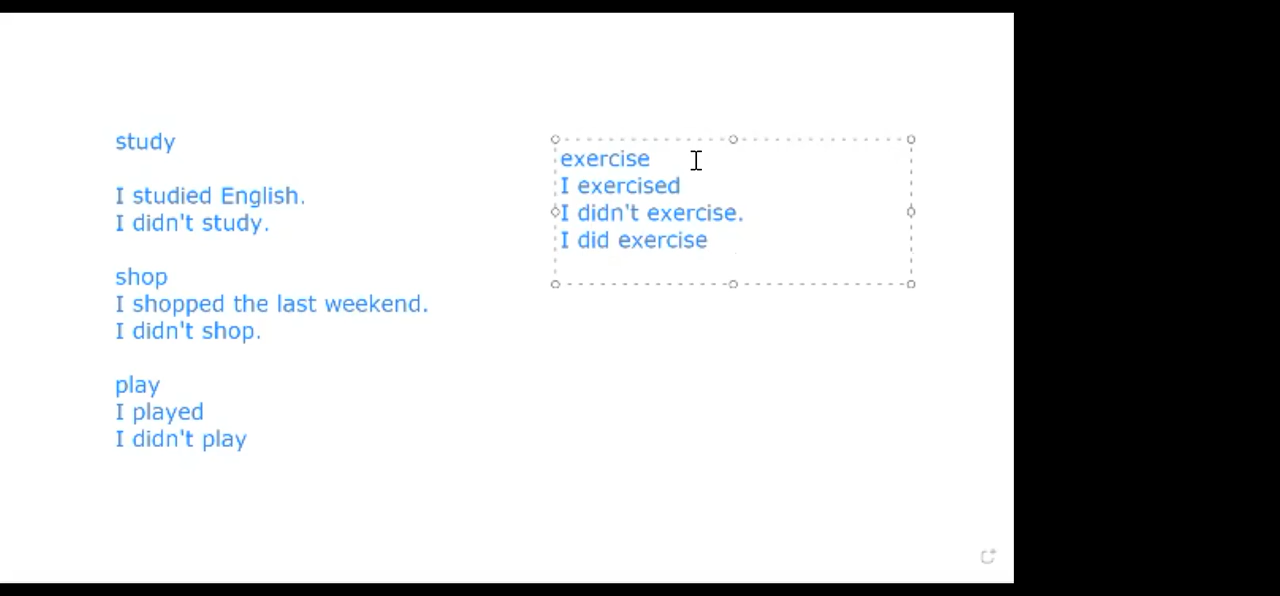 study
I studied English.
I didn't study.
shop
I shopped the last weekend.
I didn't shop.
play
I played
I didn't play
exercise
I exercised
I didn't exercise.
I did exercise